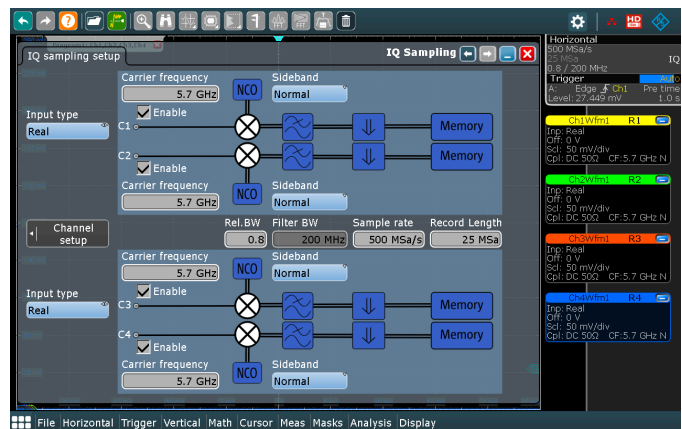 HD
IQ sampling setup
IQ Sampling
Carrier frequency
5.7 GHz
NCO
Sideband
Normal
Input type
Real
Enable
C1
Memory
C2
Memory
Enable
Carrier frequency
5.7 GHz
NCO
Sideband
Normal
Channel setup
Rel.BW
0.8
Filter BW
200 MHz
Sample rate
500 MSa/s
Record Length
25 MSa
Carrier frequency
5.7 GHz
NCO
Sideband
Normal
Input type
Real
Enable
C3
Memory
C4
Memory
Enable
Carrier frequency
5.7 GHz
NCO
Sideband
Normal
Horizontal
500 MSa/s
25 MSa IQ
0.8 / 200 MHz
Trigger Auto
A: Edge Ch1 Pre time
Level: 27.449 mV 1.0 s
Ch1Wfm1 R1
Inp: Real
Off: 0 V
Scl: 50 mV/div
Cpl: DC 50Ω CF:5.7 GHz N
Ch2Wfm1 R2
Inp: Real
Off: 0 V
Scl: 50 mV/div
Cpl: DC 50Ω CF:5.7 GHz N
Ch3Wfm1 R3
Inp: Real
Off: 0 V
Scl: 50 mV/div
Cpl: DC 50Ω CF:5.7 GHz N
Ch4Wfm1 R4
Inp: Real
Off: 0 V
Scl: 50 mV/div
Cpl: DC 50Ω CF:5.7 GHz N
File Horizontal Trigger Vertical Math Cursor Meas Masks Analysis Display